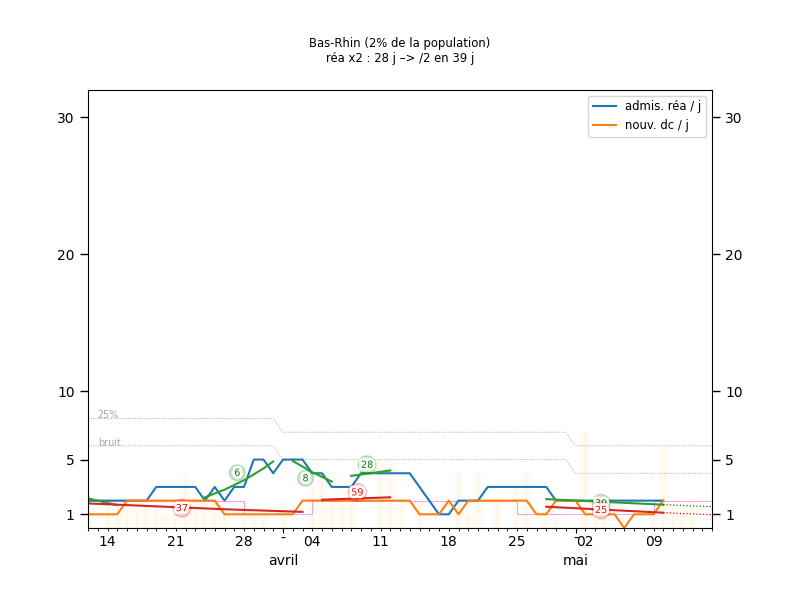 Bas-Rhin (2% de la population)
réa x2 : 28 j –> /2 en 39 j
admis. réa / j
nouv. dc / j
30 30
20 20
10 10
5 5
1 1
25%
bruit
6
8
28
59
37
39
25
14 21 28 - 04 11 18 25 - 02 09
avril mai